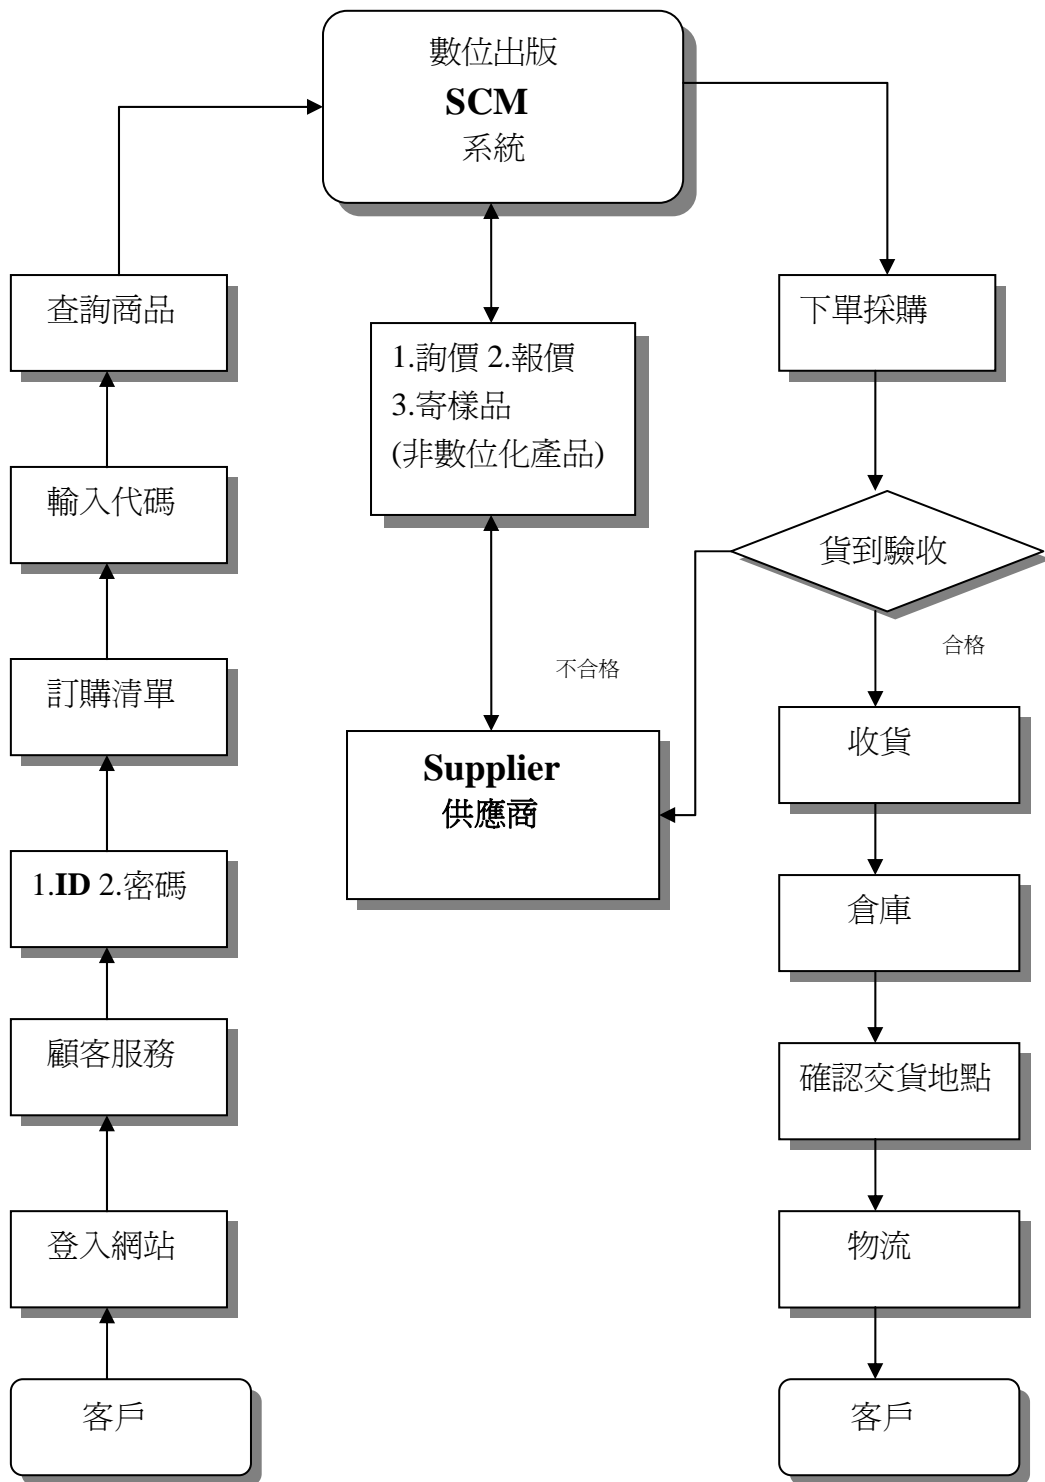 數位出版
SCM
系統
查詢商品
1.詢價 2.報價
3.寄樣品
(非數位化產品)
下單採購
輸入代碼
貨到驗收
不合格
合格
訂購清單
Supplier
供應商
收貨
1.ID 2.密碼
倉庫
顧客服務
確認交貨地點
登入網站
物流
客戶
客戶